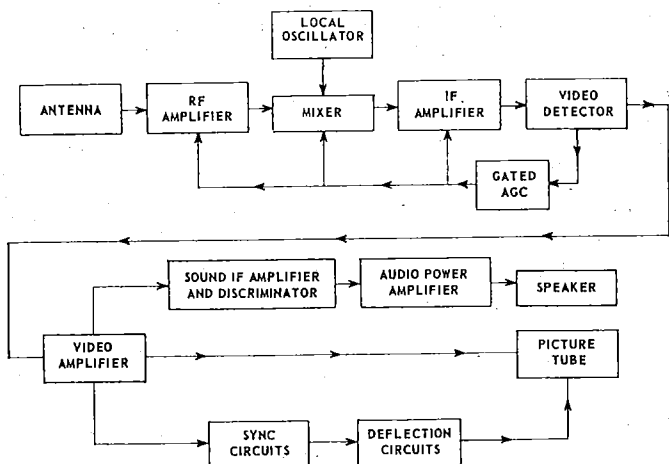 LOCAL
OSCILLATOR
ANTENNA
RF
AMPLIFIER
MIXER
IF
AMPLIFIER
VIDEO
DETECTOR
GATED
AGC
SOUND IF AMPLIFIER
AND DISCRIMINATOR
AUDIO POWER
AMPLIFIER
SPEAKER
VIDEO
AMPLIFIER
PICTURE
TUBE
SYNC
CIRCUITS
DEFLECTION
CIRCUITS